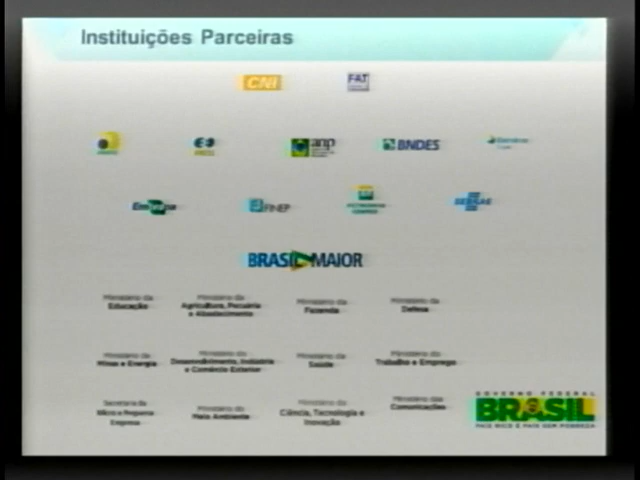 Instituições Parceiras
CNI
FAT
anp
BNDES
Embrapa
FINEP
PETROBRAS
SEBRAE
BRASIL MAIOR
Ministério da
Educação
Ministério da
Agricultura, Pecuária
e Abastecimento
Ministério da
Fazenda
Ministério da
Defesa
Ministério de
Minas e Energia
Ministério do
Desenvolvimento, Indústria
e Comércio Exterior
Ministério da
Saúde
Ministério do
Trabalho e Emprego
Secretaria da
Micro e Pequena
Empresa
Ministério do
Meio Ambiente
Ministério da
Ciência, Tecnologia e
Inovação
Ministério das
Comunicações
GOVERNO FEDERAL
BRASIL
PAÍS RICO É PAÍS SEM POBREZA